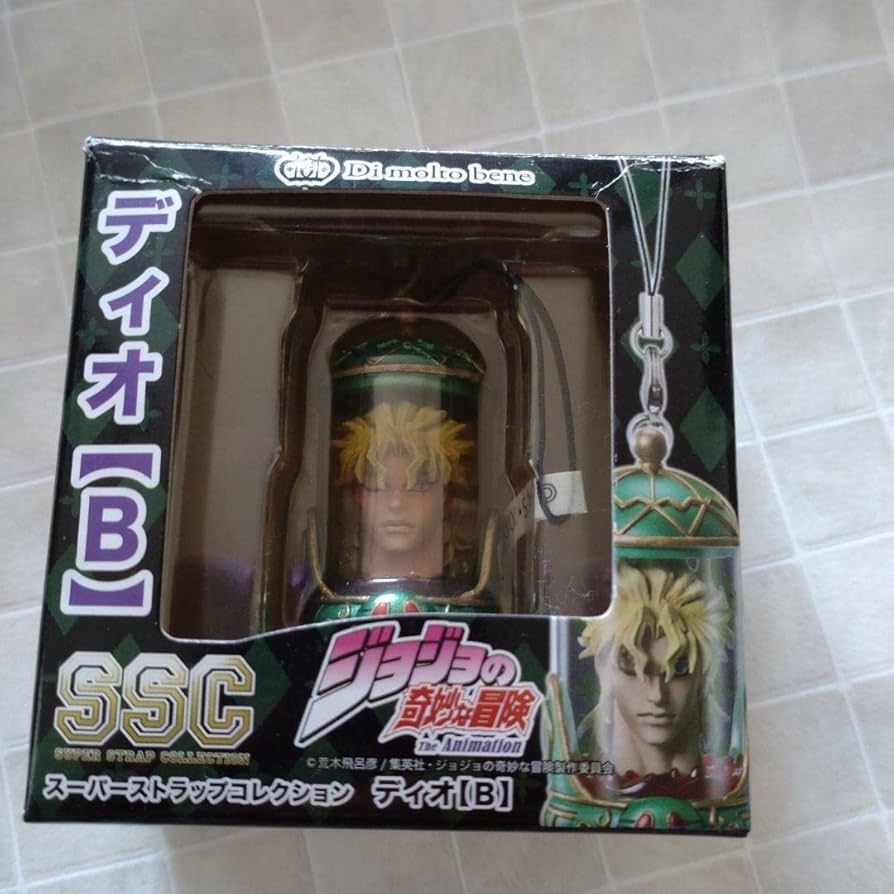 Di molto bene
ディオ【B】
SSC
SUPER STRAP COLLECTION
ジョジョの
奇妙な冒険
The Animation
©荒木飛呂彦/集英社・ジョジョの奇妙な冒険製作委員会
スーパーストラップコレクション ディオ【B】